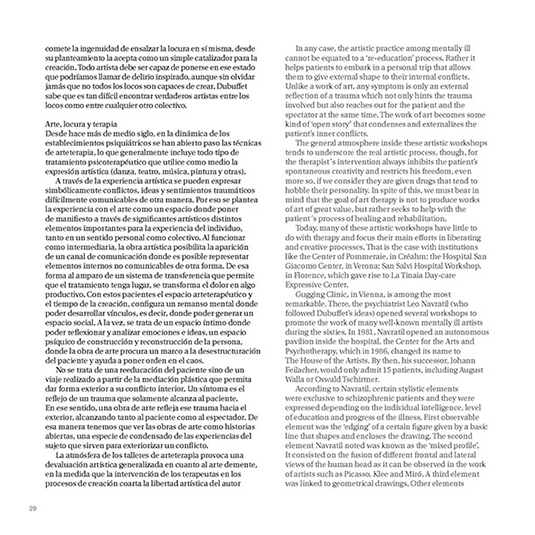 comete la ingenuidad de ensalzar la locura en sí misma, desde
su planteamiento la acepta como un simple catalizador para la
creación. Todo artista debe ser capaz de ponerse en ese estado
que podríamos llamar de delirio inspirado, aunque sin olvidar
jamás que no todos los locos son capaces de crear. Dubuffet
sabe que es tan difícil encontrar verdaderos artistas entre los
locos como entre cualquier otro colectivo.
Arte, locura y terapia
Desde hace más de medio siglo, en la dinámica de los
establecimientos psiquiátricos se han abierto paso las técnicas
de arteterapia, lo que generalmente incluye todo tipo de
tratamiento psicoterapéutico que utilice como medio la
expresión artística (danza, teatro, música, pintura y otras).
A través de la experiencia artística se pueden expresar
simbólicamente conflictos, ideas y sentimientos traumáticos
difícilmente comunicables de otra manera. Por eso se plantea
la experiencia con el arte como un espacio donde poner
de manifiesto a través de significantes artísticos distintos
elementos importantes para la experiencia del individuo,
tanto en un sentido personal como colectivo. Al funcionar
como intermediaria, la obra artística posibilita la aparición
de un canal de comunicación donde es posible representar
elementos internos no comunicables de otra forma. De esa
forma al amparo de un sistema de transferencia que permite
que el tratamiento tenga lugar, se transforma el dolor en algo
productivo. Con estos pacientes el espacio arteterapéutico y
el tiempo de la creación, configura un remanso mental donde
poder desarrollar vínculos, es decir, donde poder generar un
espacio social. A la vez, se trata de un espacio íntimo donde
poder reflexionar y analizar emociones e ideas, un espacio
psíquico de construcción y reconstrucción de la persona,
donde la obra de arte procura un marco a la desestructuración
del paciente y ayuda a poner orden en el caos.
No se trata de una reeducación del paciente sino de un
viaje realizado a partir de la mediación plástica que permita
dar forma exterior a su conflicto interior. Un síntoma es el
reflejo de un trauma que solamente alcanza al paciente.
En ese sentido, una obra de arte refleja ese trauma hacia el
exterior, alcanzando tanto al paciente como al espectador. De
esa manera tenemos que ver las obras de arte como historias
abiertas, una especie de condensado de las experiencias del
sujeto que sirven para exteriorizar un conflicto.
La atmósfera de los talleres de arteterapia provoca una
devaluación artística generalizada en cuanto al arte demente,
en la medida que la intervención de los terapeutas en los
procesos de creación coarta la libertad artística del autor
In any case, the artistic practice among mentally ill
cannot be equated to a ‘re-education’ process. Rather it
helps patients to embark in a personal trip that allows
them to give external shape to their internal conflicts.
Unlike a work of art, any symptom is only an external
reflection of a trauma which not only hints the trauma
involved but also reaches out for the patient and the
spectator at the same time. The work of art becomes some
kind of ‘open story’ that condenses and externalizes the
patient’s inner conflicts.
The general atmosphere inside these artistic workshops
tends to underscore the real artistic process, though, for
the therapist´s intervention always inhibits the patient’s
spontaneous creativity and restricts his freedom, even
more so, if we consider they are given drugs that tend to
hobble their personality. In spite of this, we must bear in
mind that the goal of art therapy is not to produce works
of art of great value, but rather seeks to help with the
patient´s process of healing and rehabilitation.
Today, many of these artistic workshops have little to
do with therapy and focus their main efforts in liberating
and creative processes. That is the case with institutions
like the Center of Pommeraie, in Créahm; the Hospital San
Giacomo Center, in Verona; San Salvi Hospital Workshop,
in Florence, which gave rise to La Tinaia Day-care
Expressive Center.
Gugging Clinic, in Vienna, is among the most
remarkable. There, the psychiatrist Leo Navratil (who
followed Dubuffet’s ideas) opened several workshops to
promote the work of many well-known mentally ill artists
during the sixties. In 1981, Navratil opened an autonomous
pavilion inside the hospital, the Center for the Arts and
Psychotherapy, which in 1986, changed its name to
The House of the Artists. By then, his successor, Johann
Feilacher, would only admit 15 patients, including August
Walla or Oswald Tschirtner.
According to Navratil, certain stylistic elements
were exclusive to schizophrenic patients and they were
expressed depending on the individual intelligence, level
of education and progress of the illness. First observable
element was the ‘edging’ of a certain figure given by a basic
line that shapes and encloses the drawing. The second
element Navratil noted was known as the ‘mixed profile’.
It consisted on the fusion of different frontal and lateral
views of the human head as it can be observed in the work
of artists such as Picasso, Klee and Miró. A third element
was linked to geometrical drawings. Other elements
39